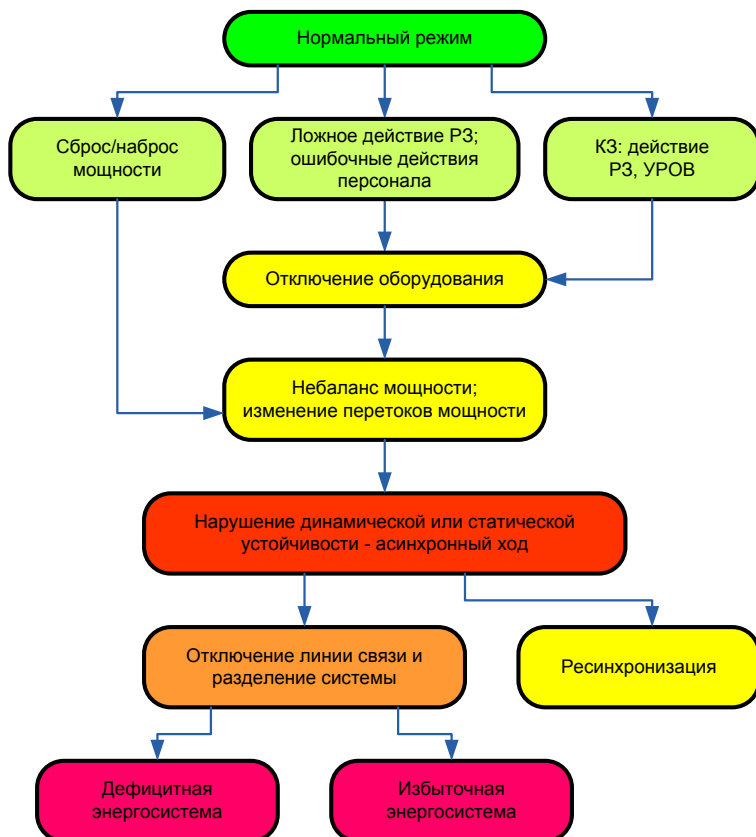 Нормальный режим
Сброс/наброс
мощности
Ложное действие РЗ;
ошибочные действия
персонала
КЗ: действие
РЗ, УРОВ
Отключение оборудования
Небаланс мощности;
изменение перетоков мощности
Нарушение динамической или статической
устойчивости - асинхронный ход
Отключение линии связи и
разделение системы
Ресинхронизация
Дефицитная
энергосистема
Избыточная
энергосистема